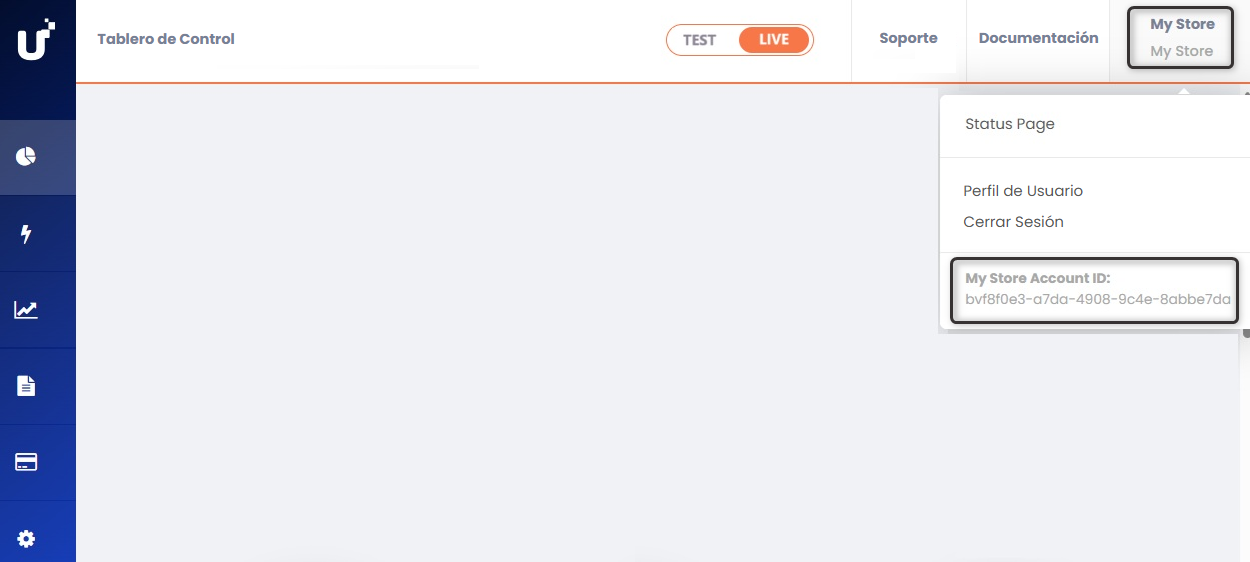 Tablero de Control
TEST
LIVE
Soporte
Documentación
My Store
My Store
Status Page
Perfil de Usuario
Cerrar Sesión
My Store Account ID:
bvf8f0e3-a7da-4908-9c4e-8abbe7da